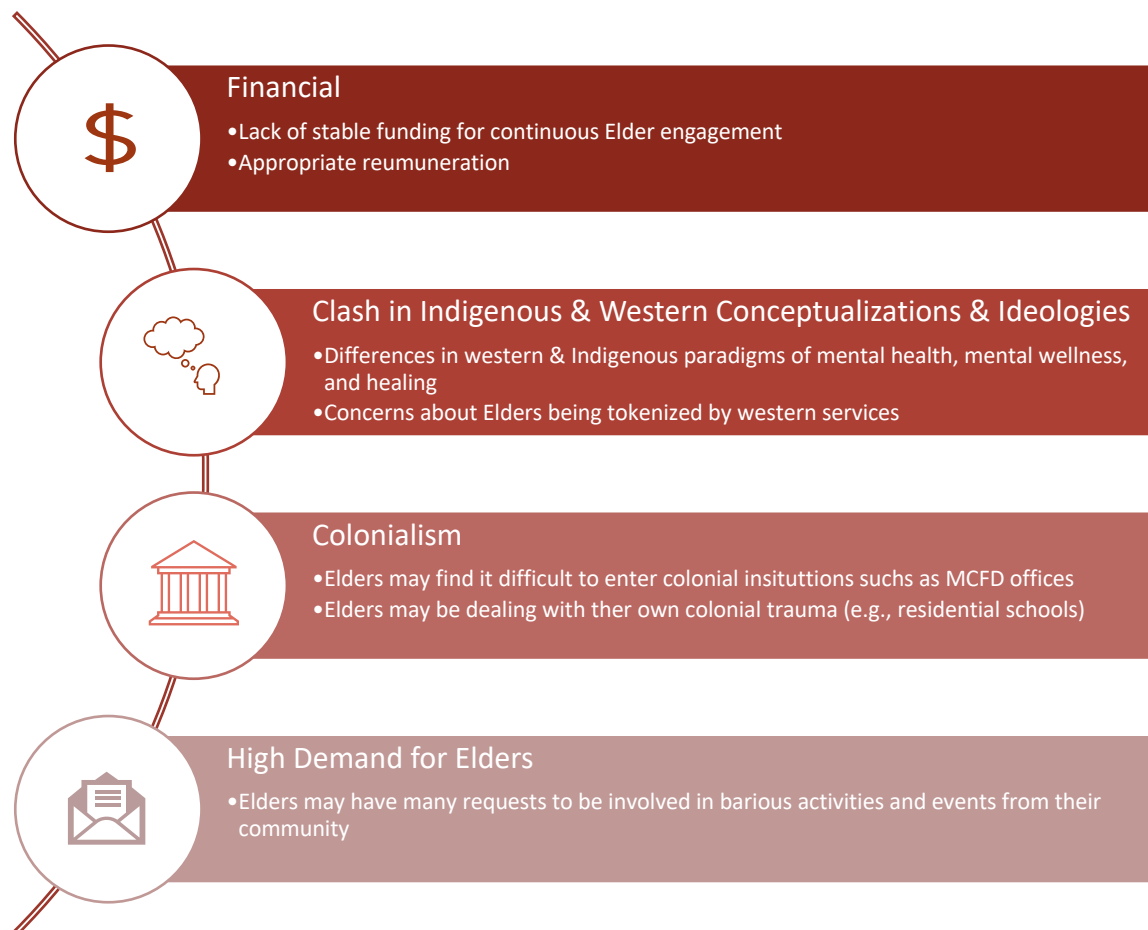 $
Financial
•Lack of stable funding for continuous Elder engagement
•Appropriate reumuneration
Clash in Indigenous & Western Conceptualizations & Ideologies
•Differences in western & Indigenous paradigms of mental health, mental wellness,
and healing
•Concerns about Elders being tokenized by western services
Colonialism
•Elders may find it difficult to enter colonial insituttions suchs as MCFD offices
•Elders may be dealing with ther own colonial trauma (e.g., residential schools)
High Demand for Elders
•Elders may have many requests to be involved in barious activities and events from their
community